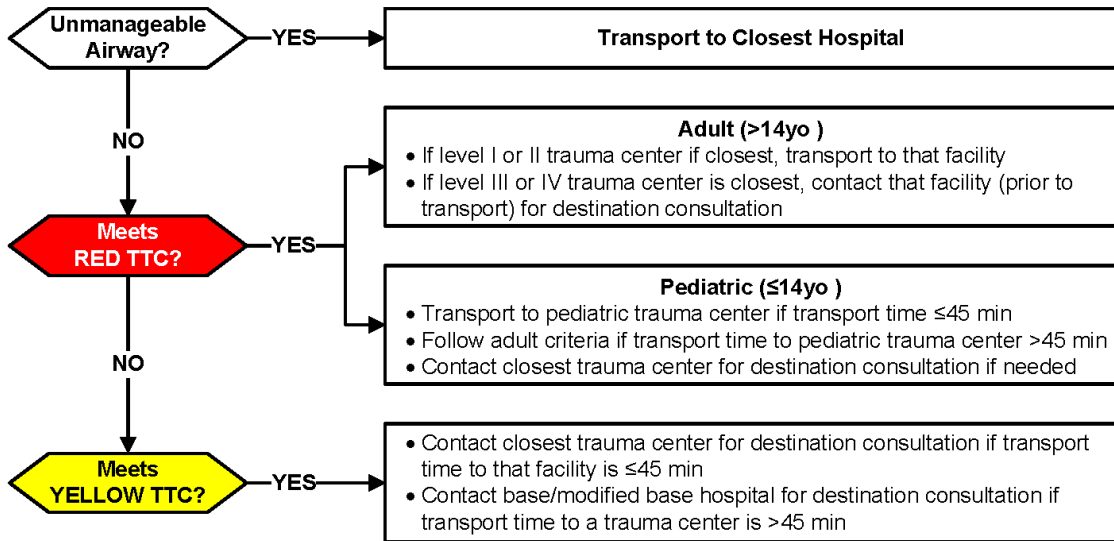 Unmanageable
Airway?
YES
Transport to Closest Hospital
NO
Adult (>14yo )
• If level I or II trauma center if closest, transport to that facility
• If level III or IV trauma center is closest, contact that facility (prior to
transport) for destination consultation
Meets
RED TTC?
YES
Pediatric (≤14yo )
• Transport to pediatric trauma center if transport time ≤45 min
• Follow adult criteria if transport time to pediatric trauma center >45 min
• Contact closest trauma center for destination consultation if needed
NO
Meets
YELLOW TTC?
YES
• Contact closest trauma center for destination consultation if transport
time to that facility is ≤45 min
• Contact base/modified base hospital for destination consultation if
transport time to a trauma center is >45 min